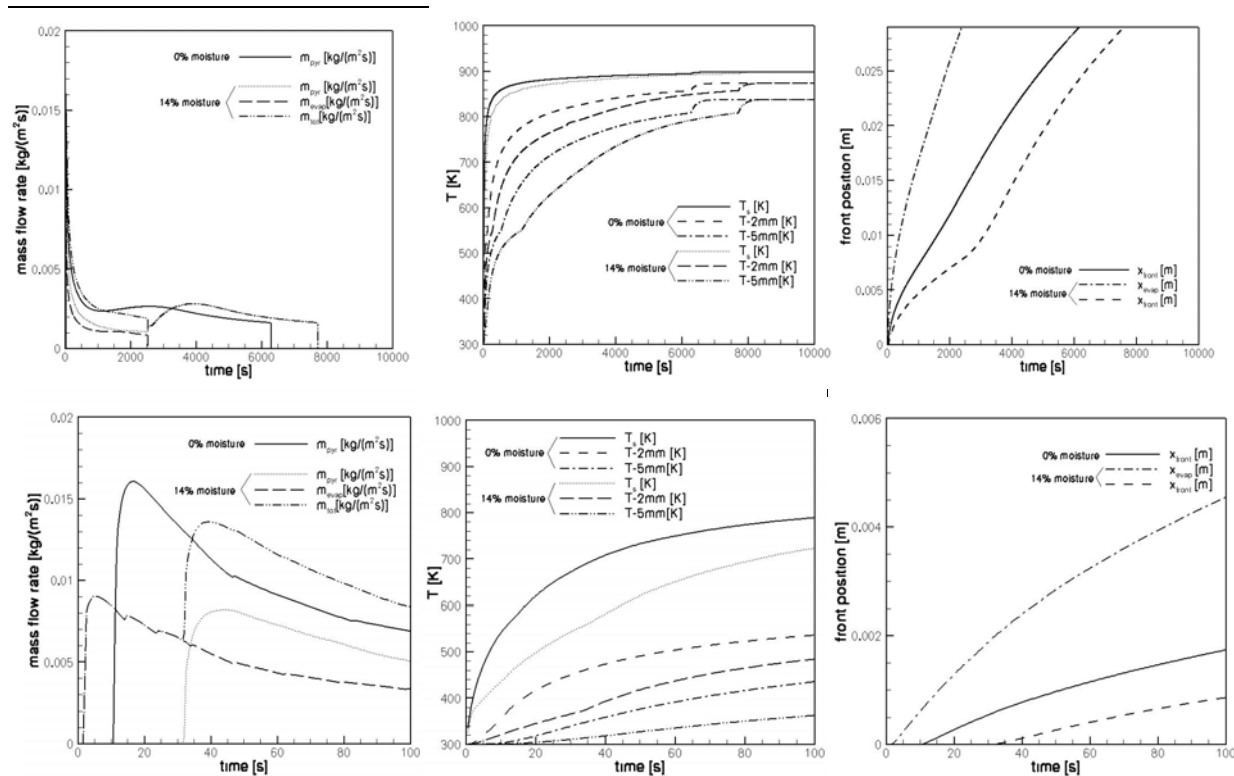 0.02
0.015
0.01
0.005
0
mass flow rate [kg/(m²s)]
0% moisture
m_pyr [kg/(m²s)]
14% moisture
m_pyr [kg/(m²s)]
m_evap [kg/(m²s)]
m_tot [kg/(m²s)]
0 2000 4000 6000 8000 10000
time [s]
1000
900
800
700
600
500
400
300
T [K]
0% moisture
T_s [K]
T-2mm [K]
T-5mm[K]
14% moisture
T_s [K]
T-2mm [K]
T-5mm[K]
0 2000 4000 6000 8000 10000
time [s]
0.025
0.02
0.015
0.01
0.005
0
front position [m]
0% moisture
x_front [m]
14% moisture
x_evap [m]
x_front [m]
0 2000 4000 6000 8000 10000
time [s]
0.02
0.015
0.01
0.005
0
mass flow rate [kg/(m²s)]
0% moisture
m_pyr [kg/(m²s)]
14% moisture
m_pyr [kg/(m²s)]
m_evap[kg/(m²s)]
m_tot [kg/(m²s)]
0 20 40 60 80 100
time [s]
1000
900
800
700
600
500
400
300
T [K]
0% moisture
T_s [K]
T-2mm [K]
T-5mm[K]
14% moisture
T_s [K]
T-2mm [K]
T-5mm[K]
0 20 40 60 80 100
time [s]
0.006
0.004
0.002
0
front position [m]
0% moisture
x_front [m]
14% moisture
x_evap [m]
x_front [m]
0 20 40 60 80 100
time [s]